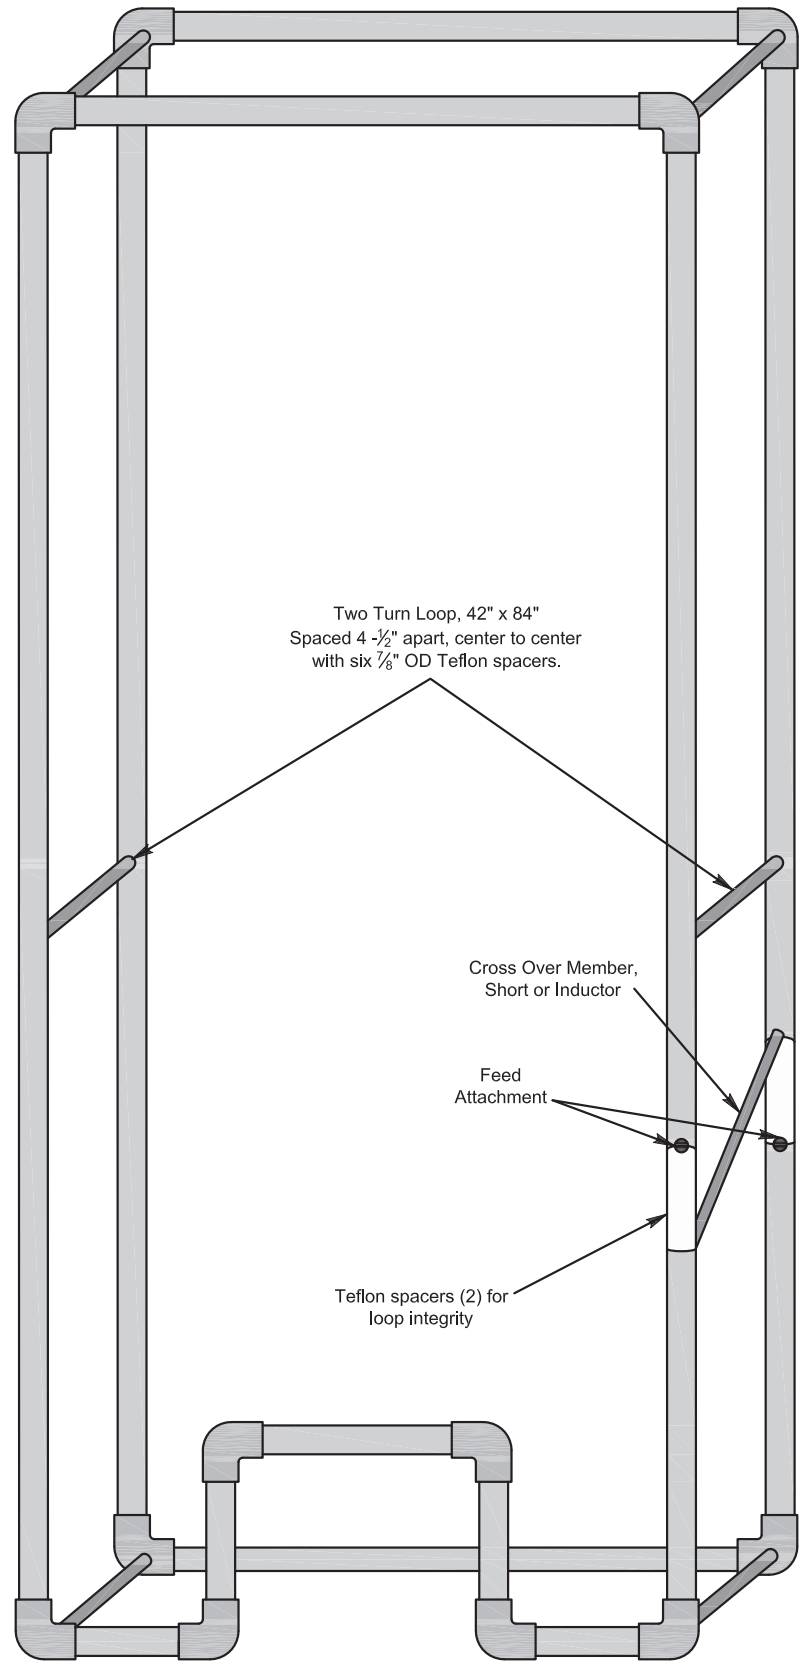 Two Turn Loop, 42" x 84"
Spaced 4 -½" apart, center to center
with six ⅞" OD Teflon spacers.
Cross Over Member,
Short or Inductor
Feed
Attachment
Teflon spacers (2) for
loop integrity